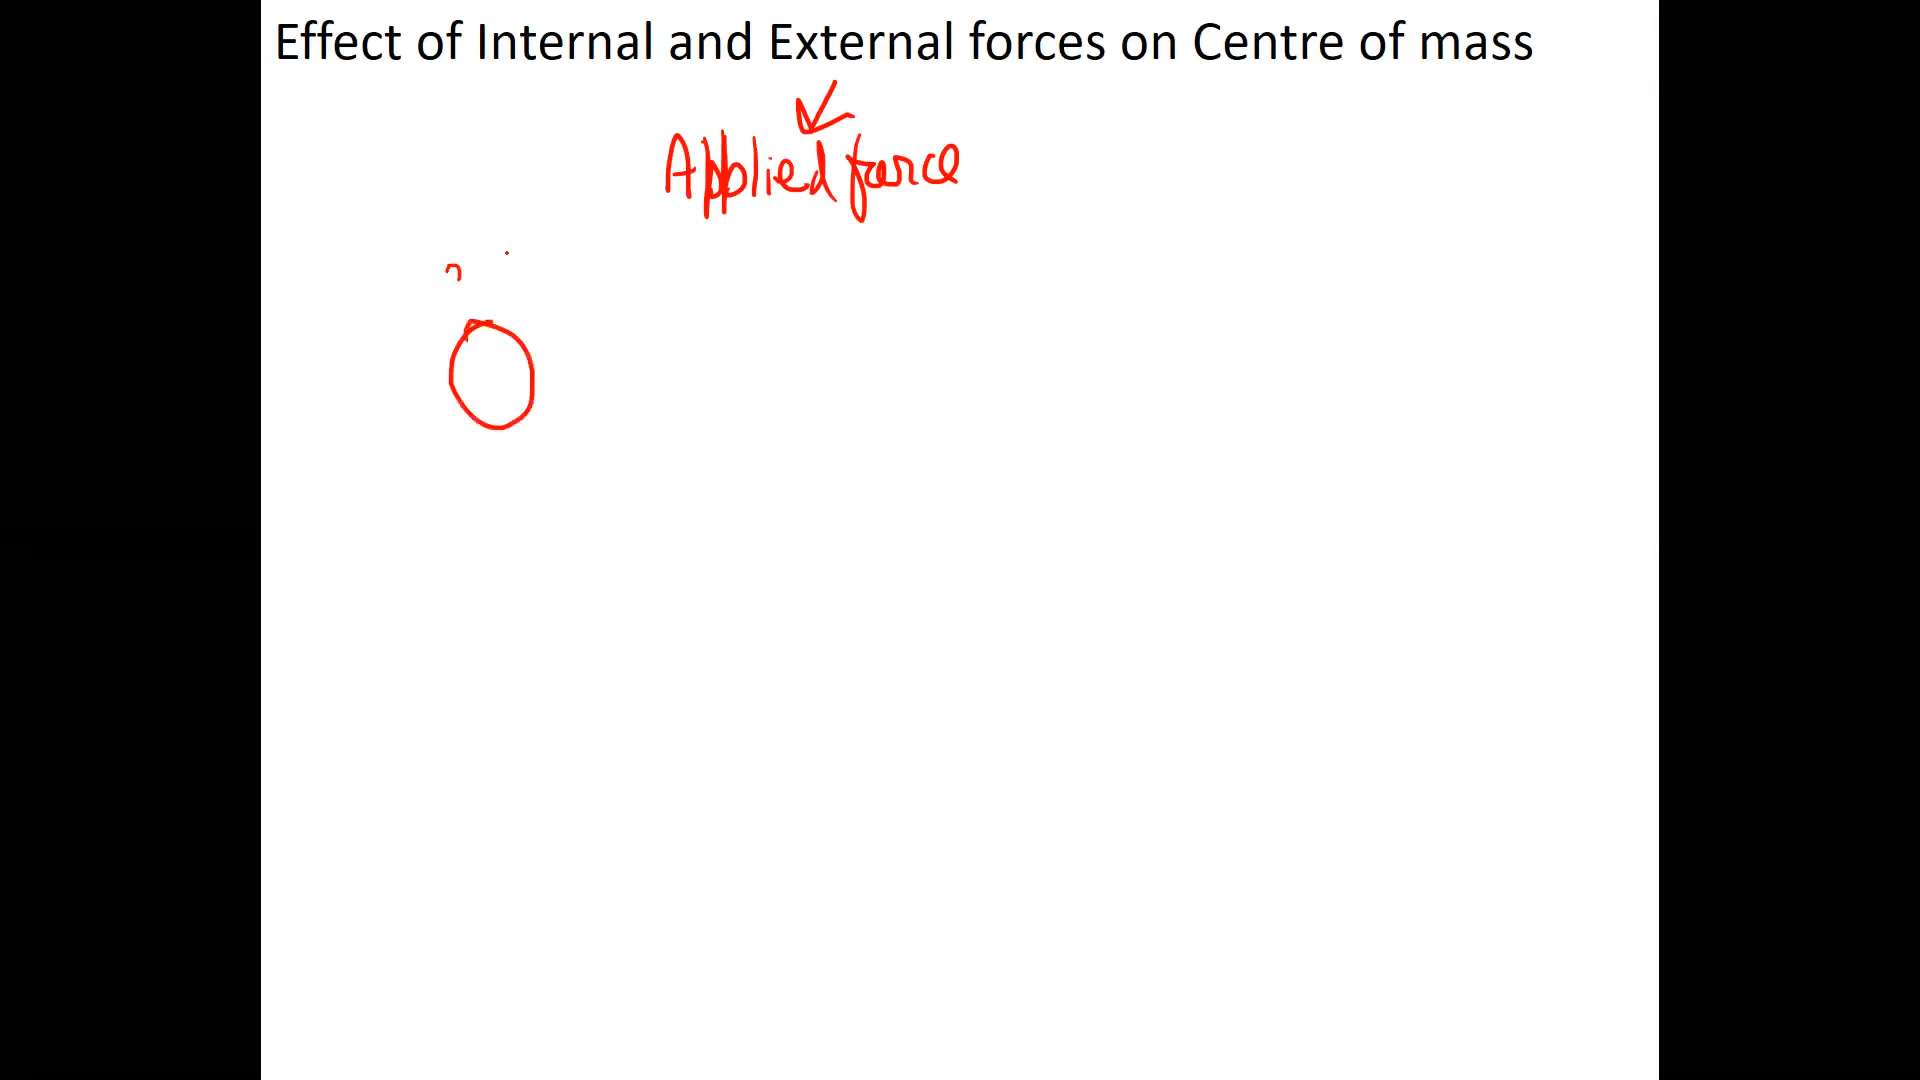 Effect of Internal and External forces on Centre of mass
Applied force